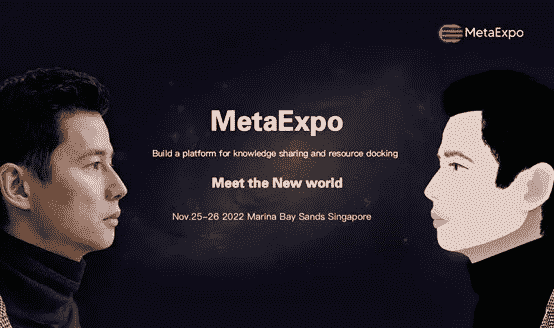 MetaExpo
MetaExpo
Build a platform for knowledge sharing and resource docking
Meet the New world
Nov.25-26 2022 Marina Bay Sands Singapore